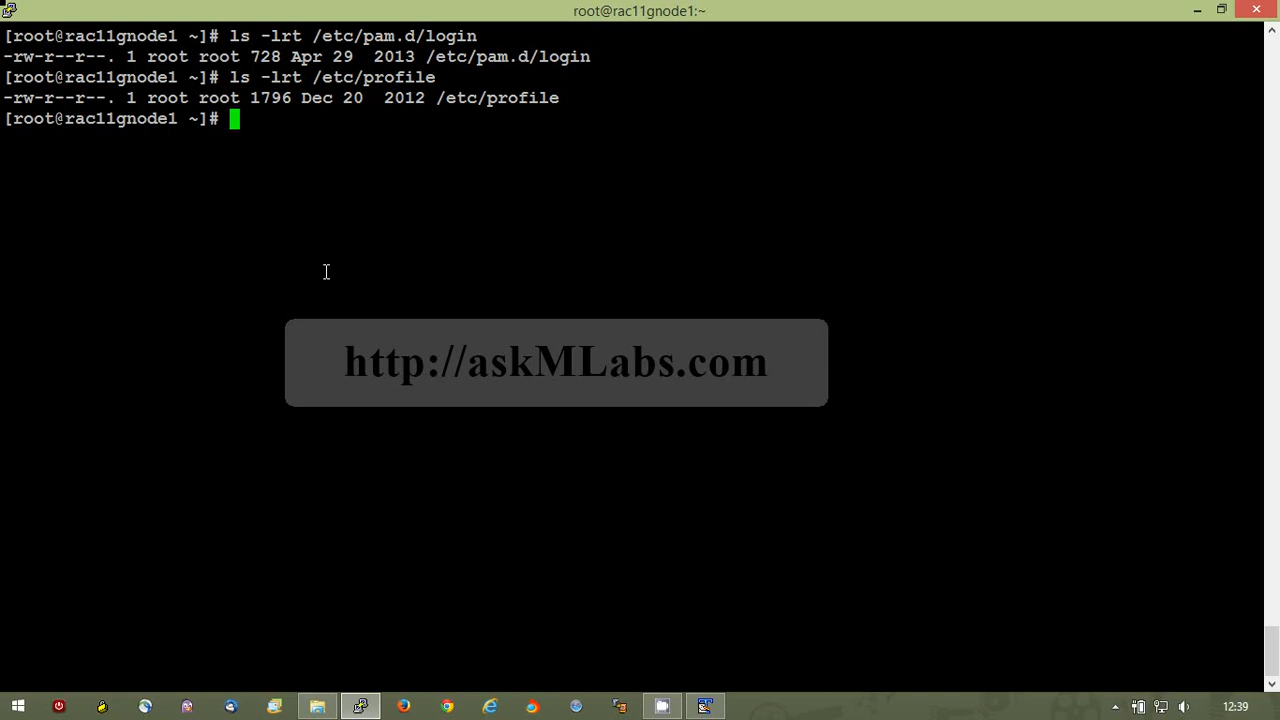 root@rac11gnode1:~
[root@rac11gnode1 ~]# ls -lrt /etc/pam.d/login
-rw-r--r--. 1 root root 728 Apr 29  2013 /etc/pam.d/login
[root@rac11gnode1 ~]# ls -lrt /etc/profile
-rw-r--r--. 1 root root 1796 Dec 20  2012 /etc/profile
[root@rac11gnode1 ~]#
http://askMLabs.com
12:39